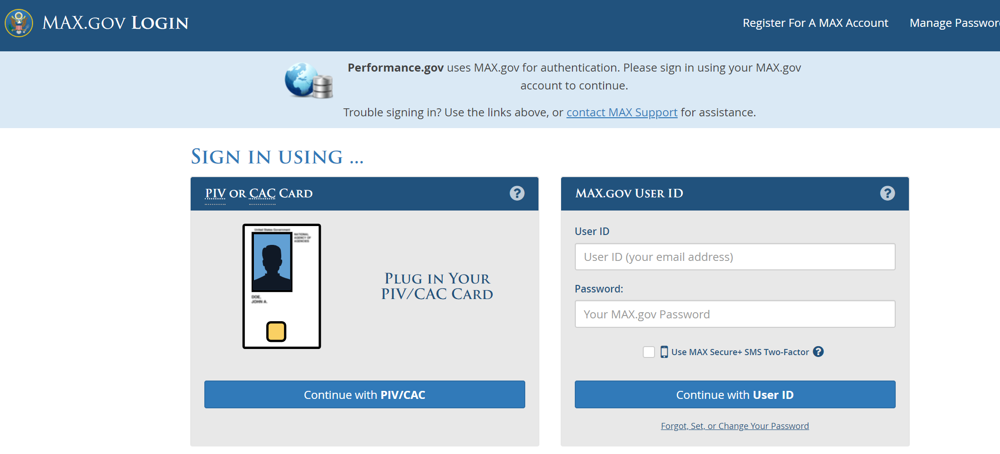 MAX.GOV LOGIN
Register For A MAX Account
Manage Passwor
Performance.gov uses MAX.gov for authentication. Please sign in using your MAX.gov
account to continue.
Trouble signing in? Use the links above, or contact MAX Support for assistance.
SIGN IN USING ...
PIV OR CAC CARD
?
United States Government
NATIONAL
AGENCY OF
AGENCIES
DOE,
JOHN A.
PLUG IN YOUR
PIV/CAC CARD
Continue with PIV/CAC
MAX.GOV USER ID
?
User ID
User ID (your email address)
Password:
Your MAX.gov Password
Use MAX Secure+ SMS Two-Factor ?
Continue with User ID
Forgot, Set, or Change Your Password